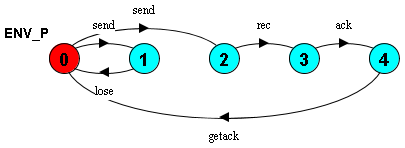 send
ENV_P send rec ack
0 1 2 3 4
lose
getack